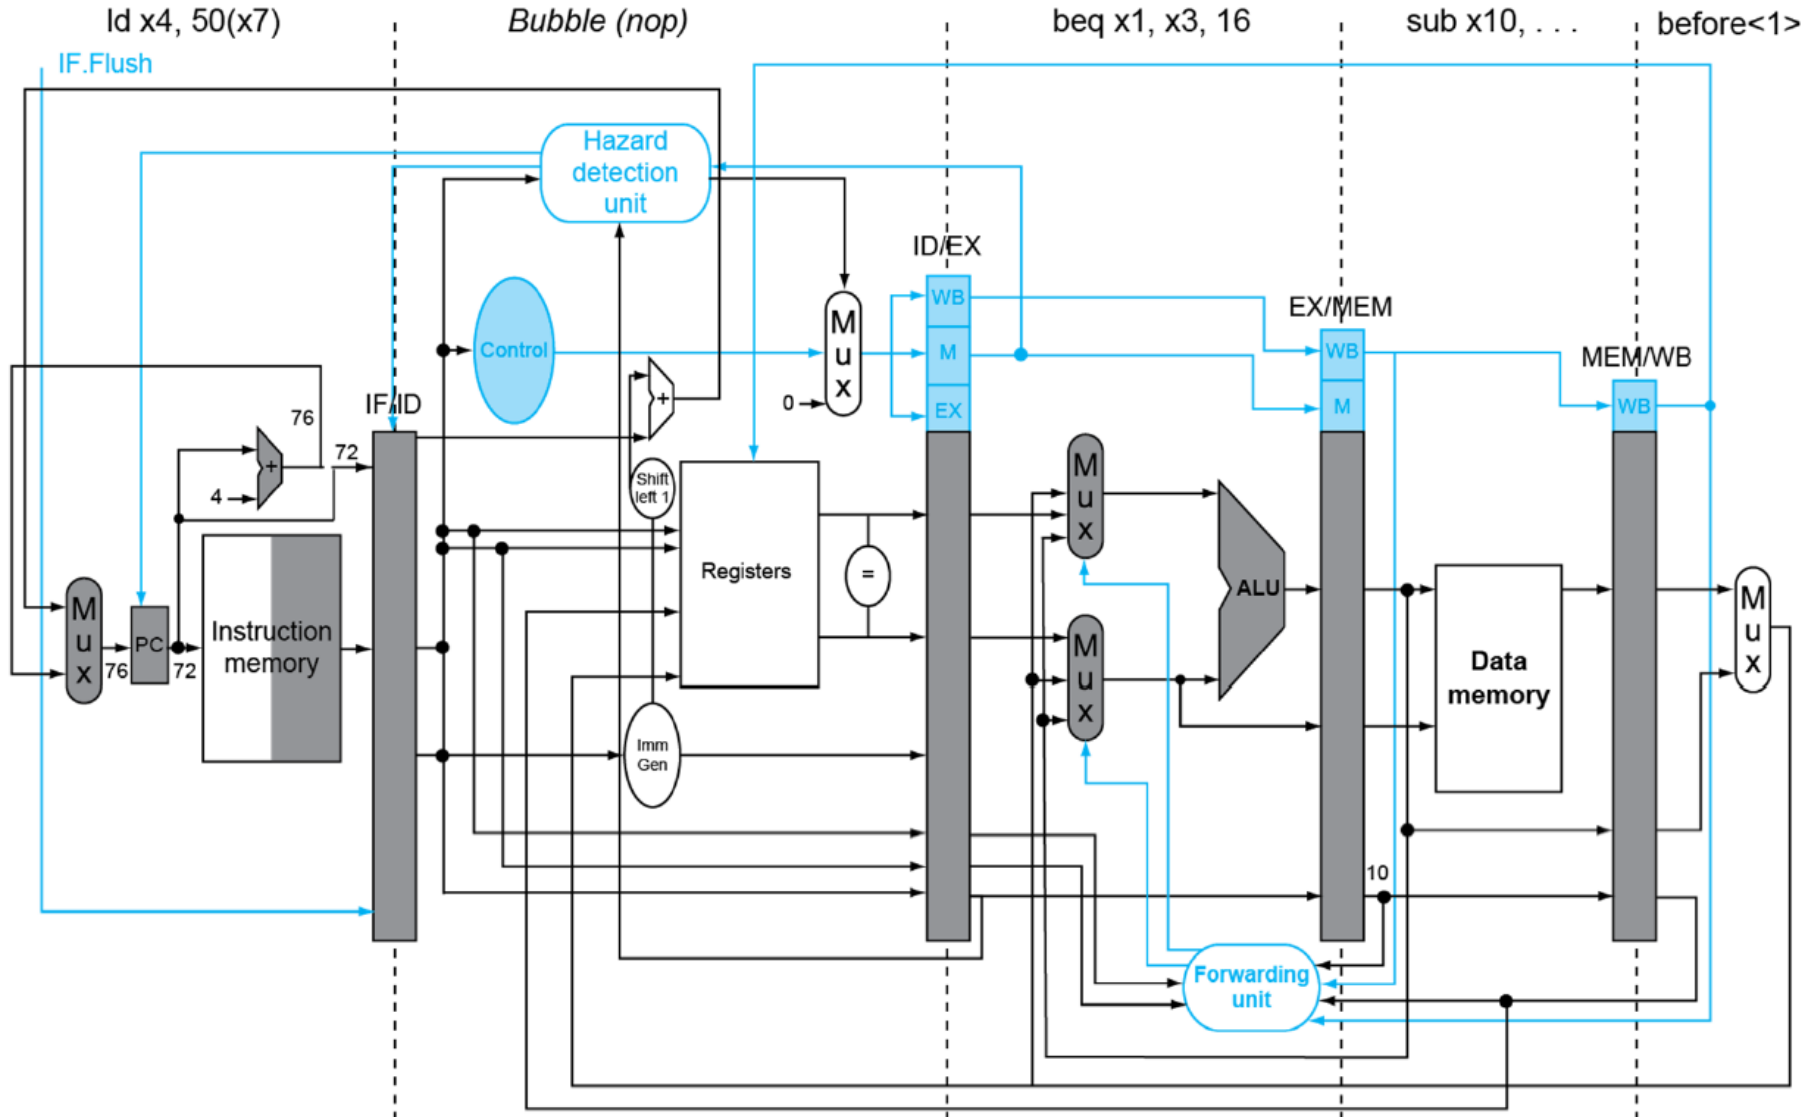 ld x4, 50(x7)
Bubble (nop)
beq x1, x3, 16
sub x10, . . .
before<1>
IF.Flush
Hazard
detection
unit
ID/EX
WB
M
EX
Control
M
u
x
0
EX/MEM
WB
M
MEM/WB
WB
IF/ID
+
76
72
+
4
Shift
left 1
Registers
=
M
u
x
ALU
M
u
x
PC
76
72
Instruction
memory
M
u
x
Data
memory
M
u
x
Imm
Gen
10
Forwarding
unit